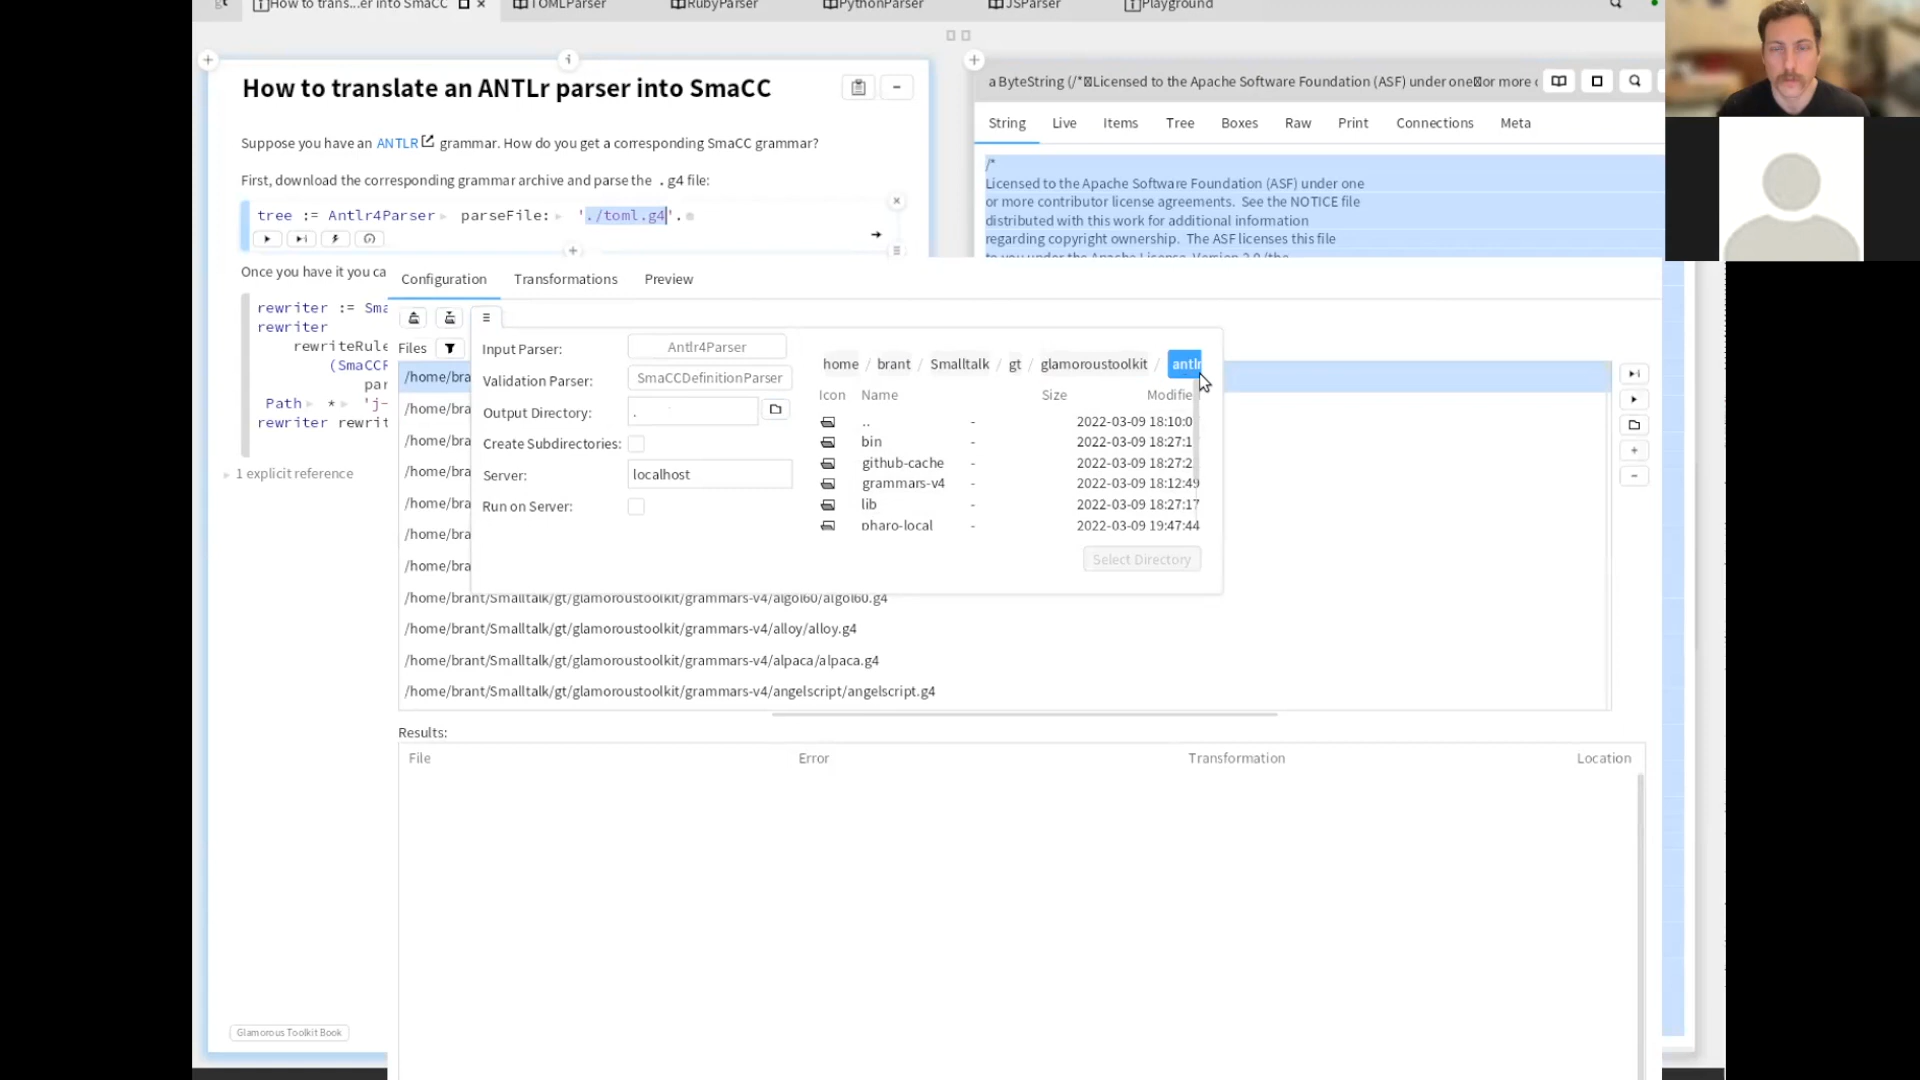 How to trans...er into SmaCC
TOMLParser
RubyParser
PythonParser
JSParser
Playground
How to translate an ANTLr parser into SmaCC
Suppose you have an ANTLR grammar. How do you get a corresponding SmaCC grammar?
First, download the corresponding grammar archive and parse the .g4 file:
tree := Antlr4Parser parseFile: './toml.g4'.
Once you have it you ca
rewriter := Sma
rewriter
rewriteRule
(SmaCCR
par
Path * 'j-
rewriter rewrit
1 explicit reference
Glamorous Toolkit Book
String Live Items Tree Boxes Raw Print Connections Meta
/*
Licensed to the Apache Software Foundation (ASF) under one
or more contributor license agreements. See the NOTICE file
distributed with this work for additional information
regarding copyright ownership. The ASF licenses this file
Configuration Transformations Preview
Files
Input Parser: Antlr4Parser
Validation Parser: SmaCCDefinitionParser
Output Directory: .
Create Subdirectories:
Server: localhost
Run on Server:
home / brant / Smalltalk / gt / glamoroustoolkit / antlr
Icon Name Size Modifie
.. - 2022-03-09 18:10:0
bin - 2022-03-09 18:27:1
github-cache - 2022-03-09 18:27:2
grammars-v4 - 2022-03-09 18:12:49
lib - 2022-03-09 18:27:17
pharo-local - 2022-03-09 19:47:44
Select Directory
/home/bra
/home/bra
/home/bra
/home/bra
/home/bra
/home/bra
/home/bra
/home/brant/Smalltalk/gt/glamoroustoolkit/grammars-v4/algol60/algol60.g4
/home/brant/Smalltalk/gt/glamoroustoolkit/grammars-v4/alloy/alloy.g4
/home/brant/Smalltalk/gt/glamoroustoolkit/grammars-v4/alpaca/alpaca.g4
/home/brant/Smalltalk/gt/glamoroustoolkit/grammars-v4/angelscript/angelscript.g4
Results:
File Error Transformation Location